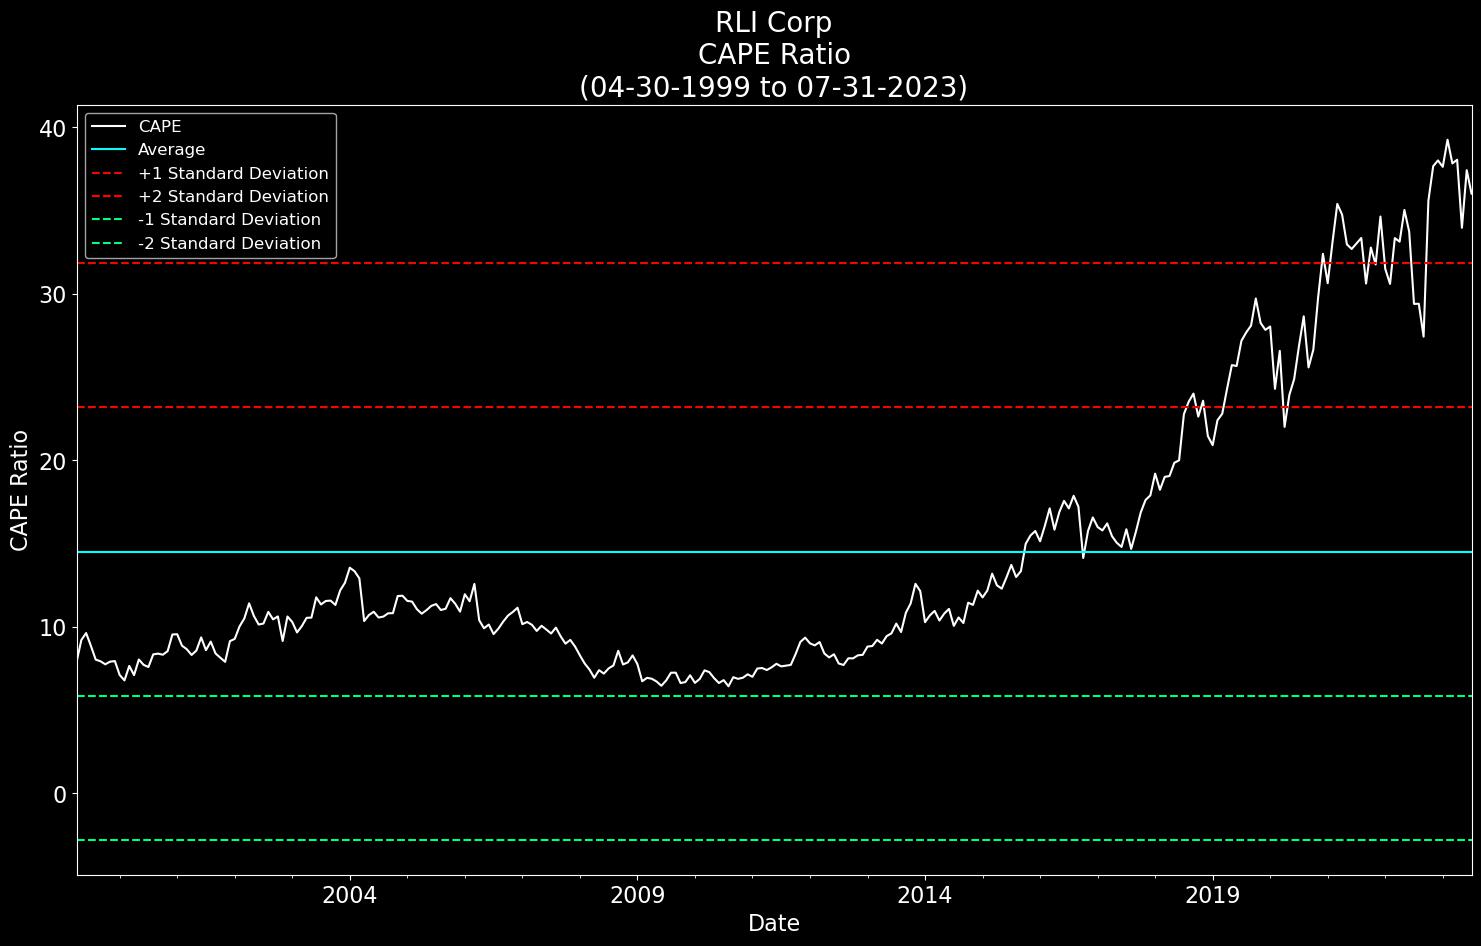 RLI Corp
CAPE Ratio
(04-30-1999 to 07-31-2023)
CAPE
Average
+1 Standard Deviation
+2 Standard Deviation
-1 Standard Deviation
-2 Standard Deviation
40
30
20
10
0
CAPE Ratio
2004
2009
2014
2019
Date